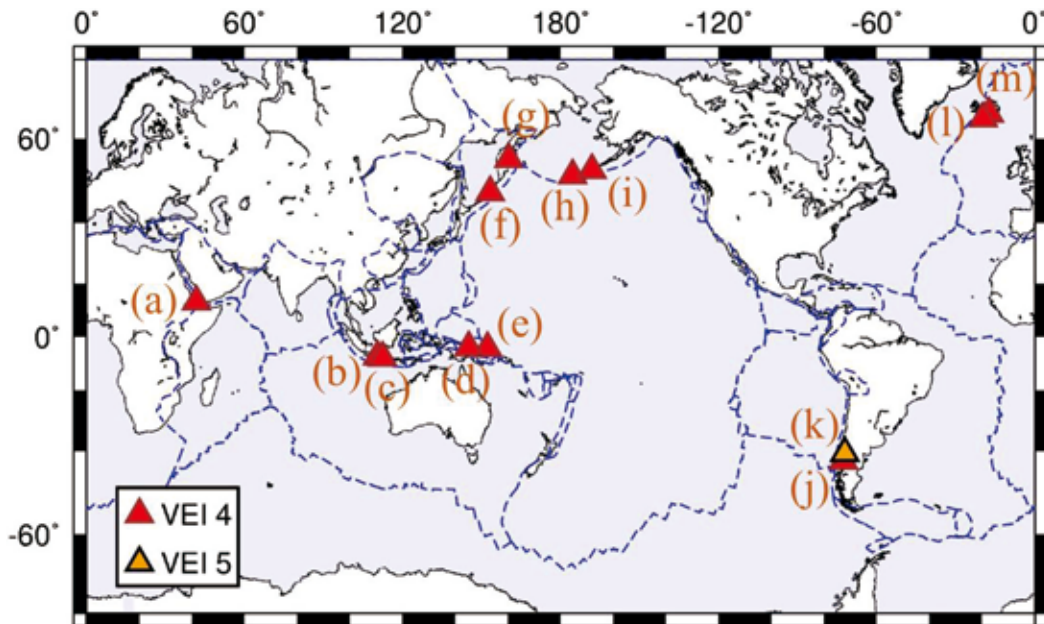 0° 60° 120° 180° -120° -60° 0°
(m)
(g)
(l)
60°
(f) (h) (i)
(a)
(e)
0°
(b) (c) (d)
(k)
(j)
VEI 4
-60°
VEI 5